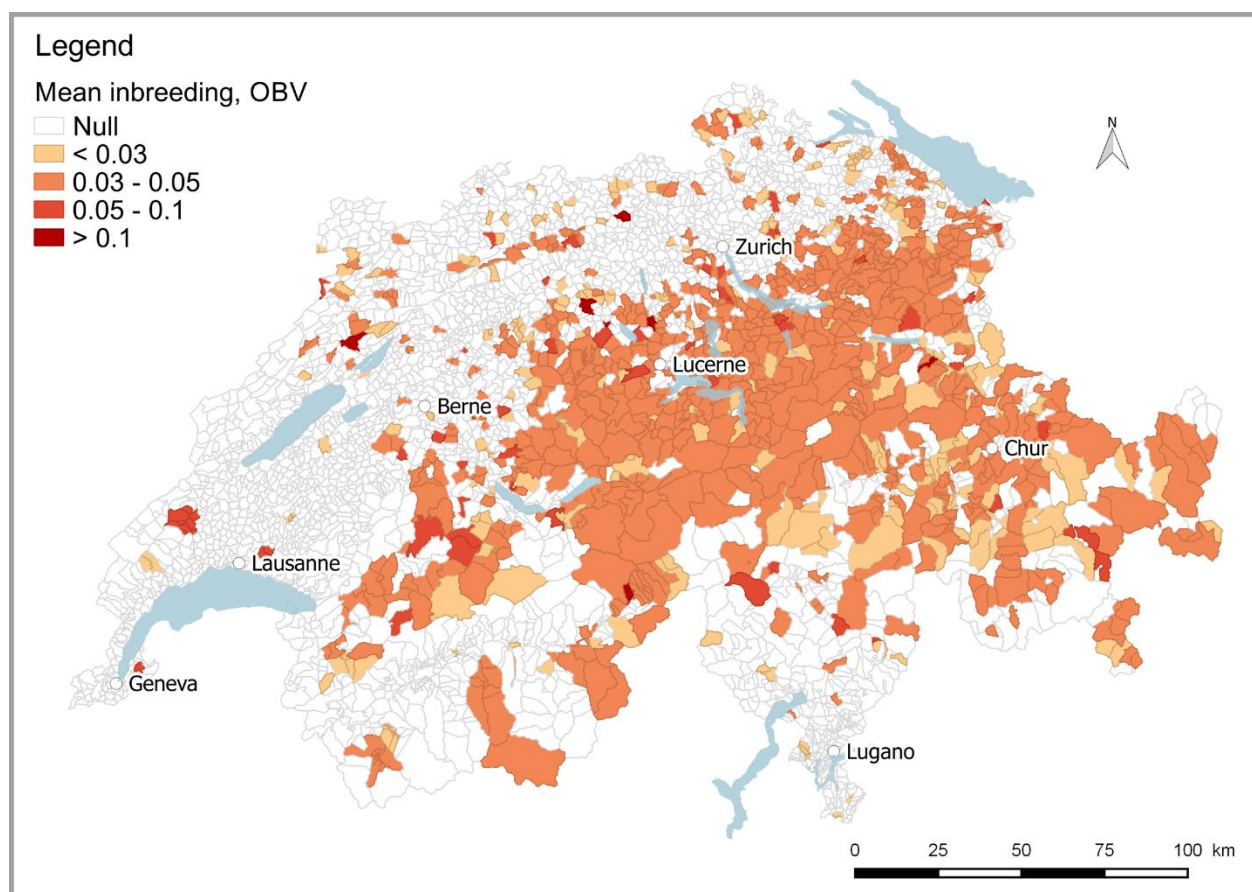 Legend
Mean inbreeding, OBV
Null
< 0.03
0.03 - 0.05
0.05 - 0.1
> 0.1
N
Zurich
Lucerne
Berne
Chur
Lausanne
Geneva
Lugano
0 25 50 75 100 km